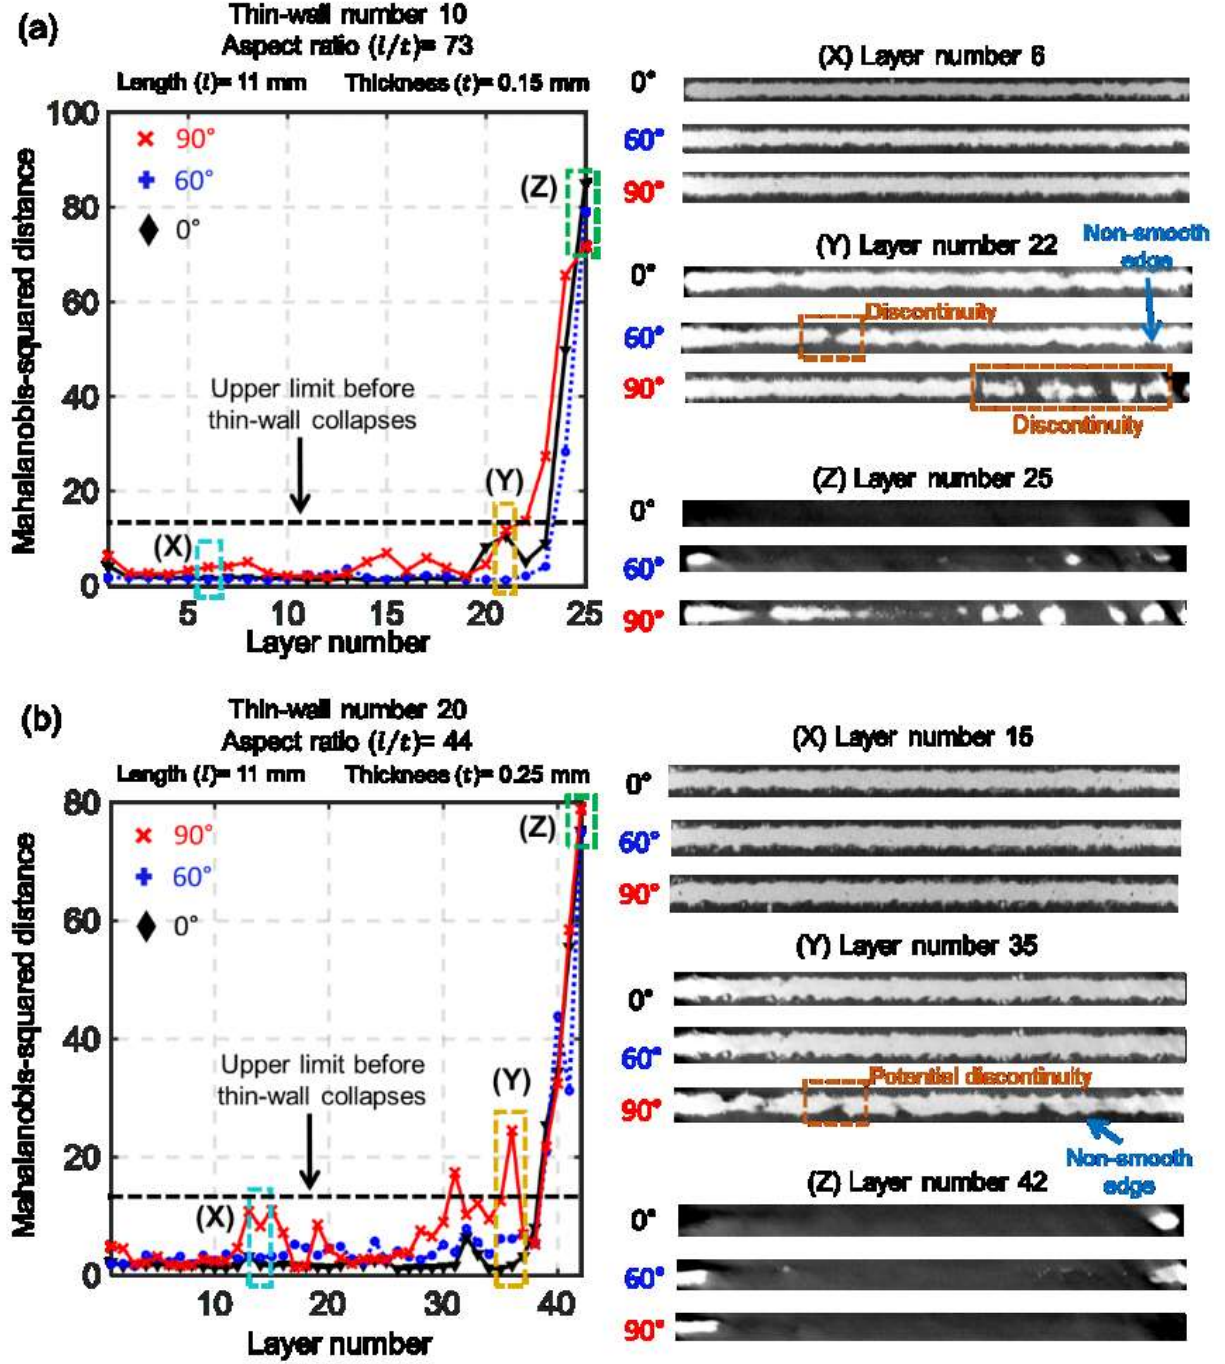 (a)
Thin-wall number 10
Aspect ratio (l/t)= 73
Length (l)= 11 mm Thickness (t)= 0.15 mm
Mahalanobis-squared distance
100
80
60
40
20
0
90°
60°
0°
Upper limit before
thin-wall collapses
(X)
(Y)
(Z)
5 10 15 20 25
Layer number
(X) Layer number 6
0°
60°
90°
(Y) Layer number 22
Non-smooth
edge
0°
Discontinuity
60°
90°
Discontinuity
(Z) Layer number 25
0°
60°
90°
(b)
Thin-wall number 20
Aspect ratio (l/t)= 44
Length (l)= 11 mm Thickness (t)= 0.25 mm
Mahalanobis-squared distance
80
60
40
20
0
90°
60°
0°
Upper limit before
thin-wall collapses
(X)
(Y)
(Z)
10 20 30 40
Layer number
(X) Layer number 15
0°
60°
90°
(Y) Layer number 35
0°
60°
Potential discontinuity
90°
Non-smooth
edge
(Z) Layer number 42
0°
60°
90°